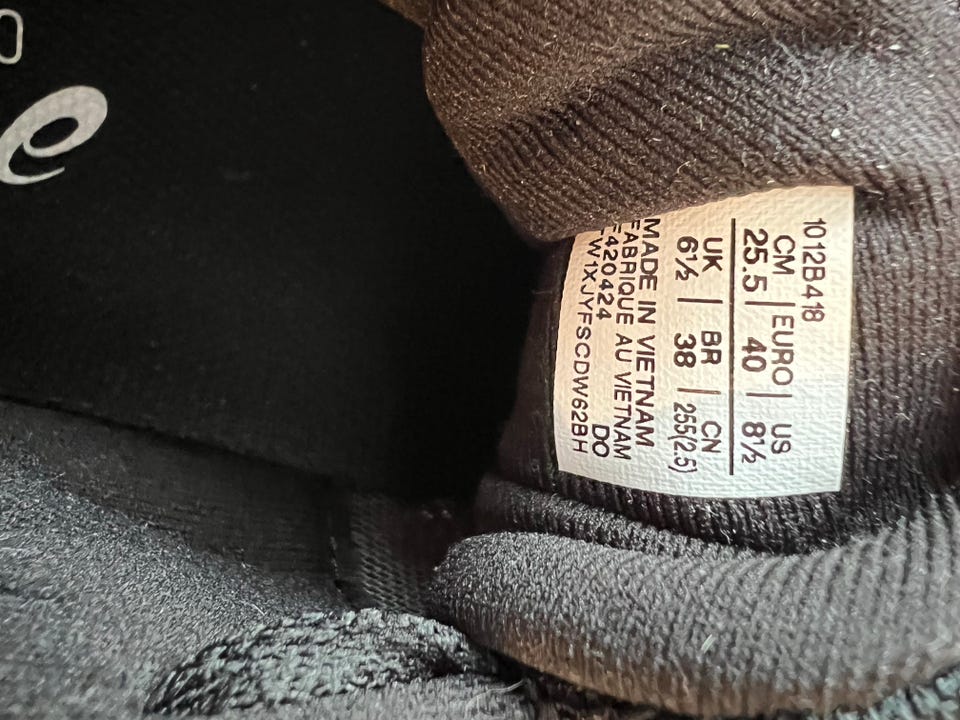 1012B418
CM | EURO | US
25.5 | 40 | 8½
UK | BR | CN
6½ | 38 | 255(2.5)
MADE IN VIETNAM
FABRIQUE AU VIETNAM
F420424 DO
TW1XJYFSCDW62BH